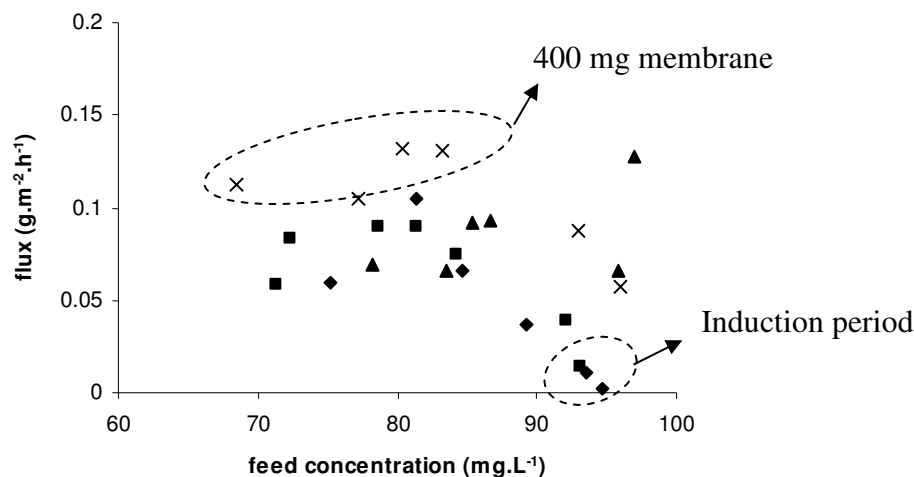 0.2
400 mg membrane
0.15
0.1
0.05
0
flux (g.m⁻².h⁻¹)
Induction period
60 70 80 90 100
feed concentration (mg.L⁻¹)